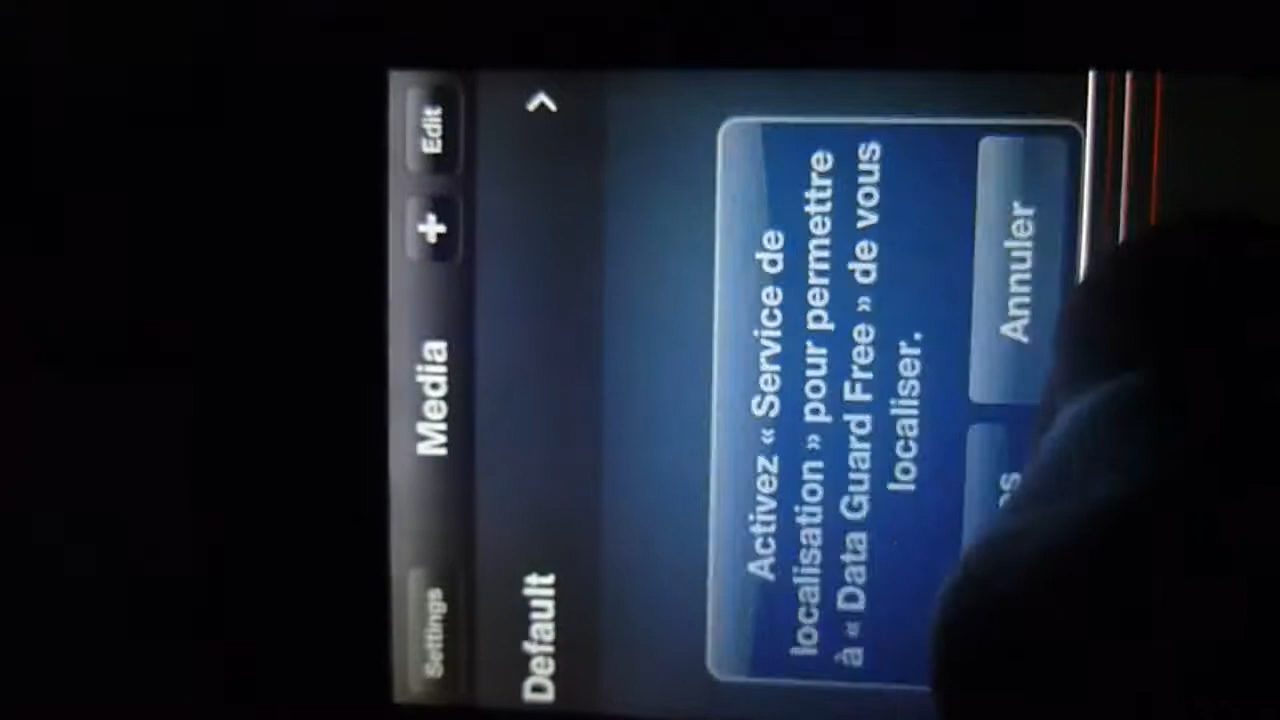 Settings Media + Edit
Default
Activez « Service de
localisation » pour permettre
à « Data Guard Free » de vous
localiser.
Annuler